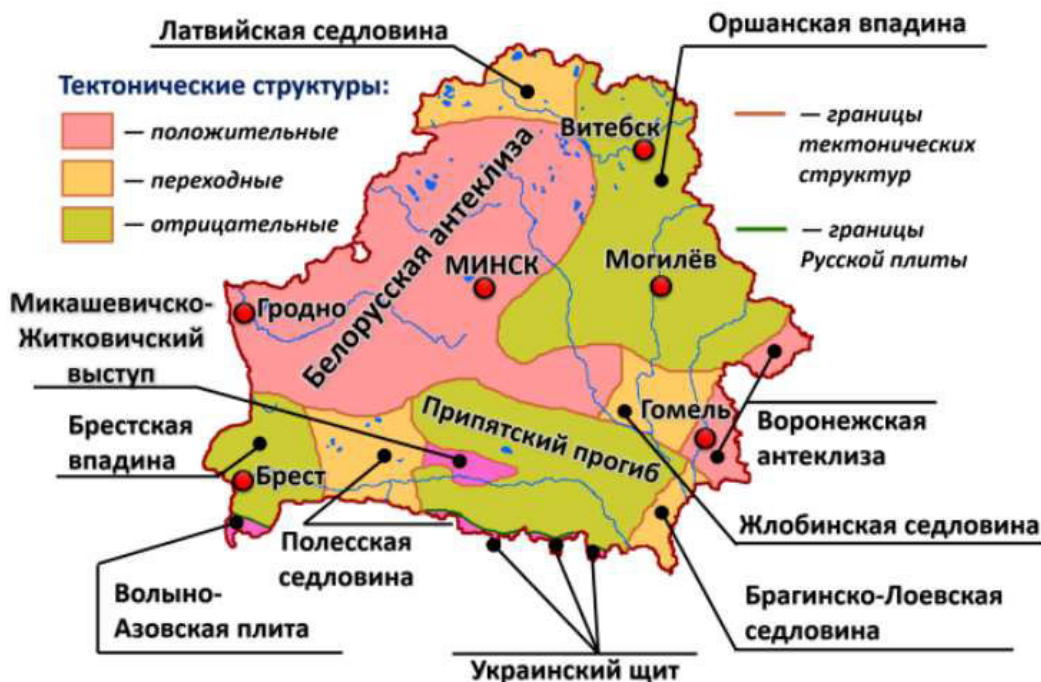 Латвийская седловина
Оршанская впадина
Тектонические структуры:
— положительные
— переходные
— отрицательные
— границы
тектонических
структур
— границы
Русской плиты
Витебск
Белорусская антеклиза
МИНСК
Могилёв
Гродно
Микашевичско-
Житковичский
выступ
Брестская
впадина
Брест
Припятский прогиб
Гомель
Воронежская
антеклиза
Жлобинская седловина
Полесская
седловина
Волыно-
Азовская плита
Брагинско-Лоевская
седловина
Украинский щит